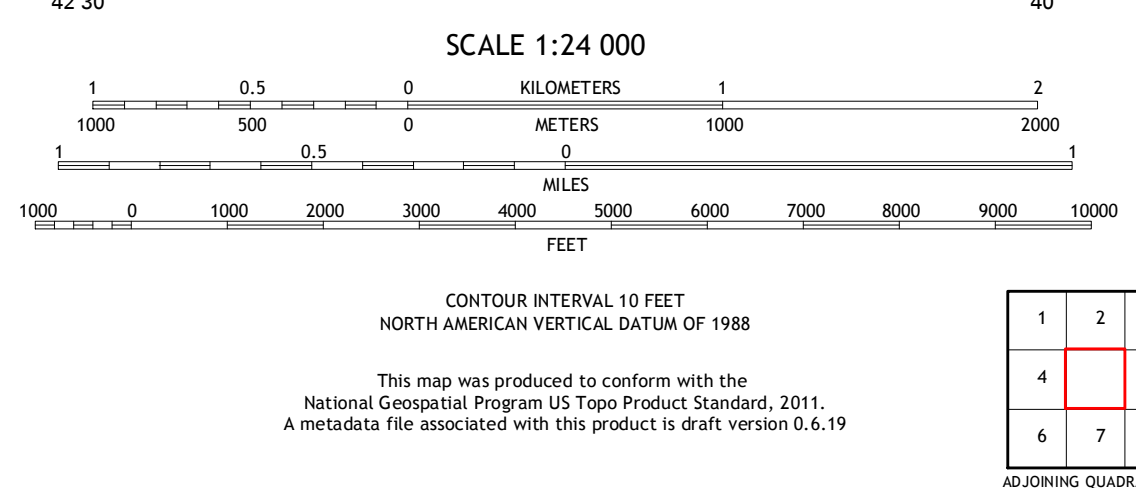 42'30" 40'
SCALE 1:24 000
1 0.5 0 KILOMETERS 1 2
1000 500 0 METERS 1000 2000
1 0.5 0 1
MILES
1000 0 1000 2000 3000 4000 5000 6000 7000 8000 9000 10000
FEET
CONTOUR INTERVAL 10 FEET
NORTH AMERICAN VERTICAL DATUM OF 1988
This map was produced to conform with the
National Geospatial Program US Topo Product Standard, 2011.
A metadata file associated with this product is draft version 0.6.19
1 2
4
6 7
ADJOINING QUADR